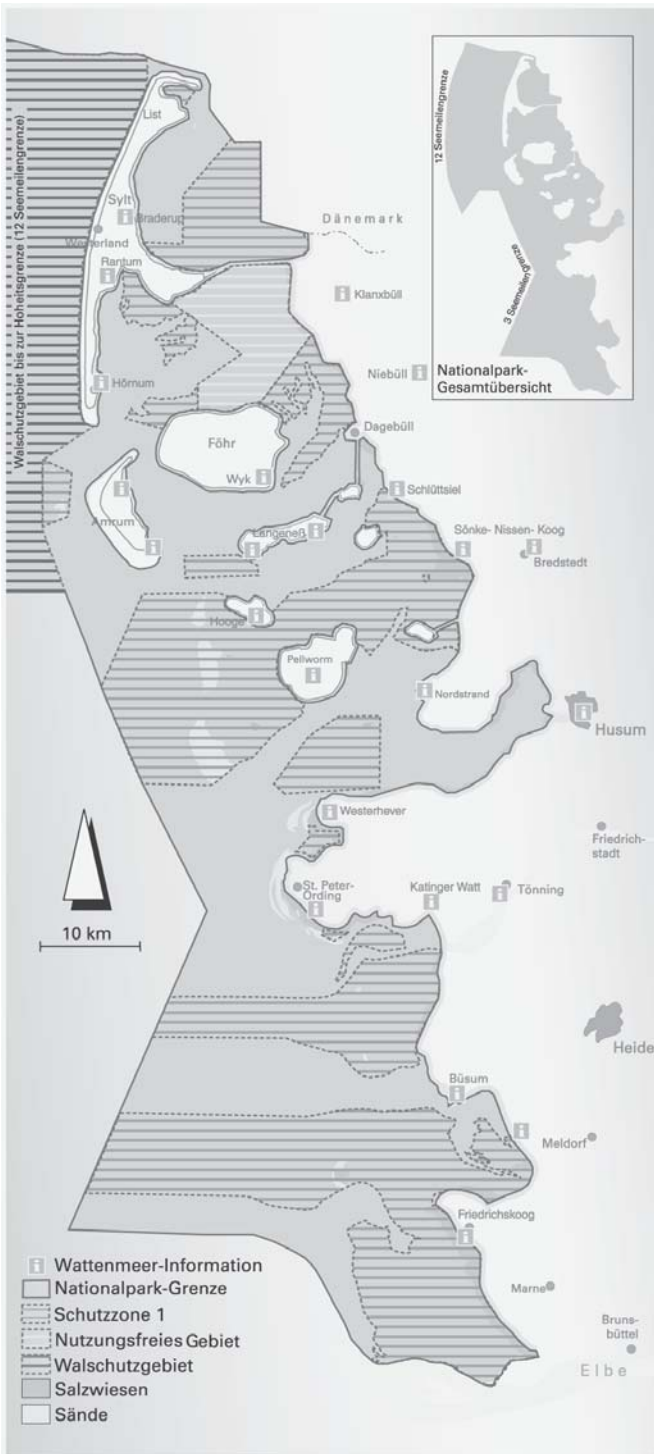 Walschutzgebiet bis zur Hoheitsgrenze (12 Seemeilengrenze)
12 Seemeilengrenze
3 Seemeilengrenze
Nationalpark-
Gesamtübersicht
List
Sylt
Braderup
Westerland
Rantum
Dänemark
Klanxbüll
Hörnum
Niebüll
Föhr
Dagebüll
Wyk
Schlüttsiel
Amrum
Langeneß
Sönke- Nissen- Koog
Bredstedt
Hooge
Pellworm
Nordstrand
Husum
Westerhever
Friedrich-
stadt
St. Peter-
Ording
Katinger Watt
Tönning
10 km
Heide
Büsum
Meldorf
Friedrichskoog
Marne
Bruns-
büttel
Elbe
i Wattenmeer-Information
Nationalpark-Grenze
Schutzzone 1
Nutzungsfreies Gebiet
Walschutzgebiet
Salzwiesen
Sände